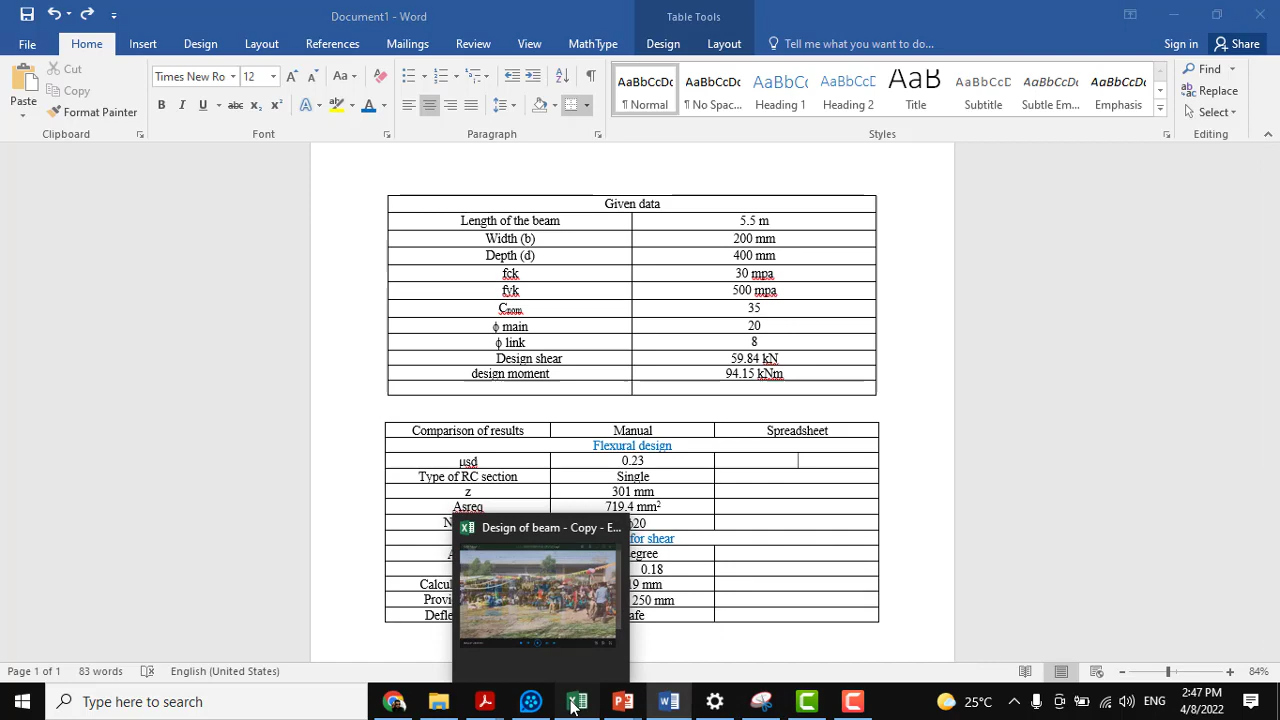 Document1 - Word
Table Tools
File Home Insert Design Layout References Mailings Review View MathType Design Layout Tell me what you want to do... Sign in Share
Paste
Cut
Copy
Format Painter
Clipboard
Times New Ro 12
Font
Paragraph
AaBbCcDc AaBbCcDc AaBbC AaBbCcD AaB AaBbCcD AaBbCcDc AaBbCcDc
¶ Normal ¶ No Spac... Heading 1 Heading 2 Title Subtitle Subtle Em... Emphasis
Styles
Find
Replace
Select
Editing
Given data
Length of the beam 5.5 m
Width (b) 200 mm
Depth (d) 400 mm
fck 30 mpa
fyk 500 mpa
Cnom 35
ϕ main 20
ϕ link 8
Design shear 59.84 kN
design moment 94.15 kNm
Comparison of results Manual Spreadsheet
Flexural design
μsd 0.23
Type of RC section Single
z 301 mm
Asreq 719.4 mm²
Design of beam - Copy - E...
for shear
0.18
250 mm
Page 1 of 1 83 words English (United States) 84%
Type here to search
25°C ENG
2:47 PM
4/8/2022